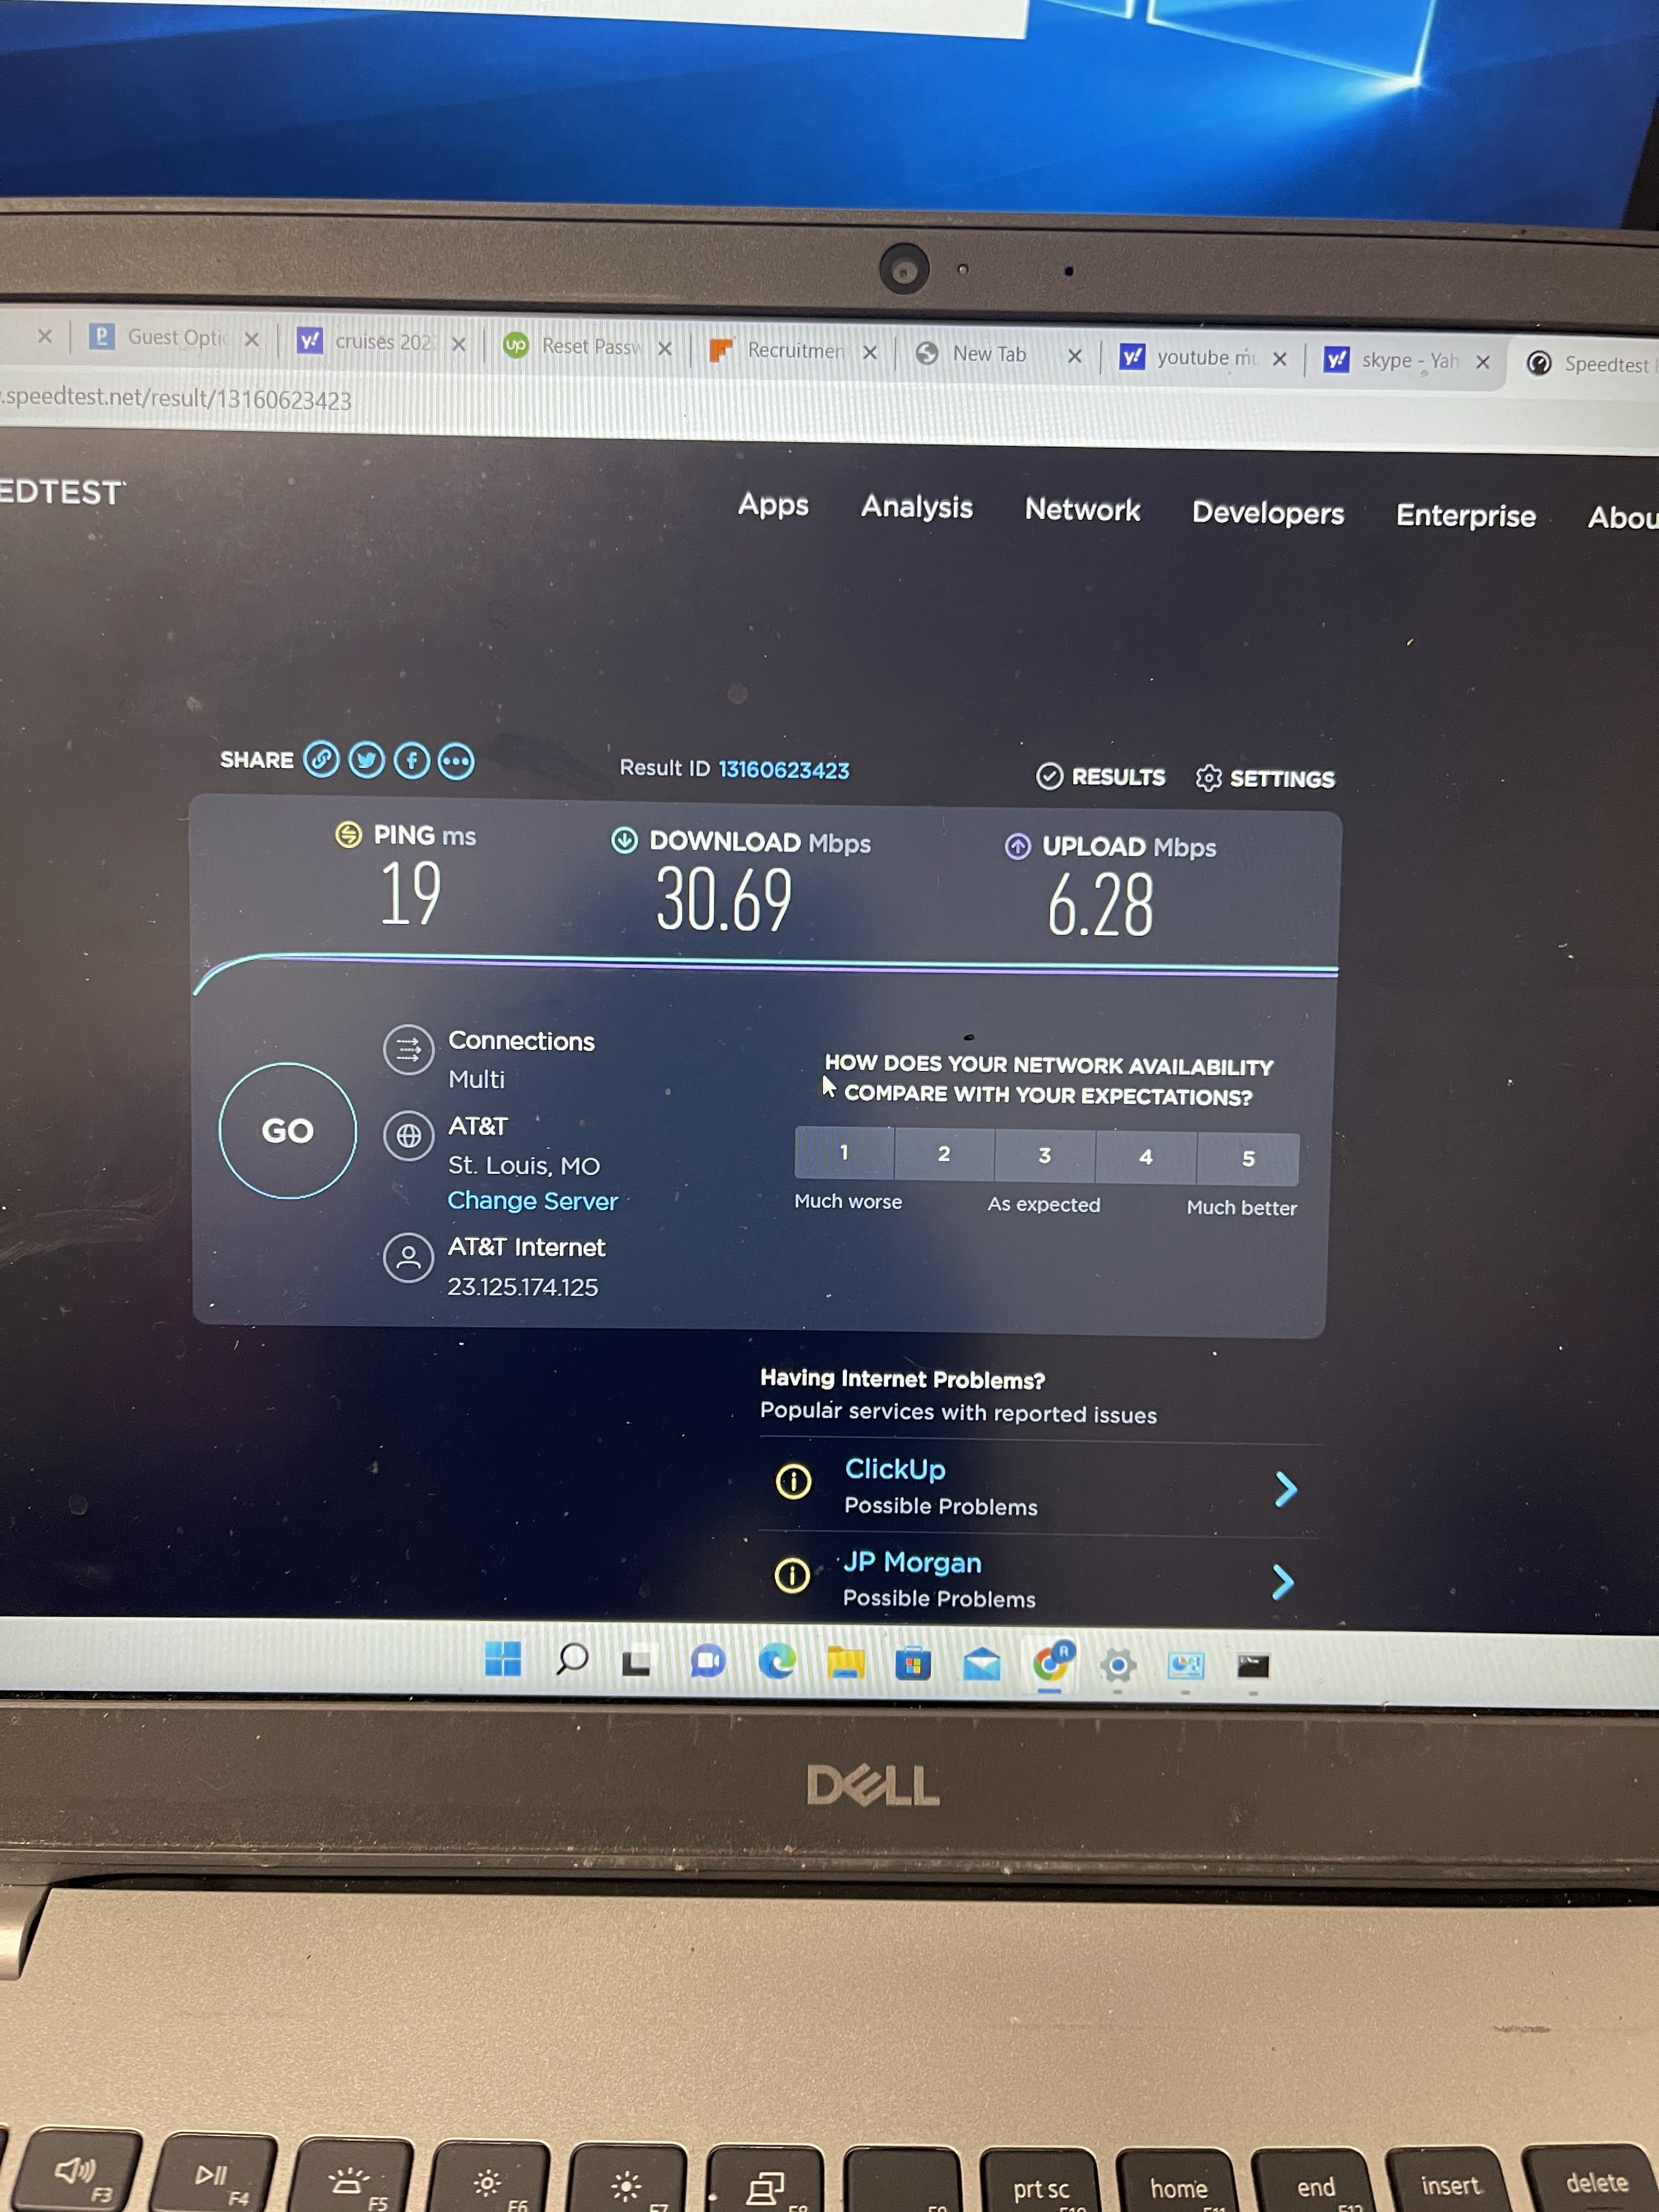 Guest Optic
cruises 202
up
Reset Passw
Recruitmen
New Tab
youtube mu
skype - Yah
Speedtest
.speedtest.net/result/13160623423
EDTEST
Apps
Analysis
Network
Developers
Enterprise
Abou
SHARE
Result ID 13160623423
RESULTS
SETTINGS
PING ms
19
DOWNLOAD Mbps
30.69
UPLOAD Mbps
6.28
GO
Connections
Multi
AT&T
St. Louis, MO
Change Server
AT&T Internet
23.125.174.125
HOW DOES YOUR NETWORK AVAILABILITY
COMPARE WITH YOUR EXPECTATIONS?
1 2 3 4 5
Much worse
As expected
Much better
Having Internet Problems?
Popular services with reported issues
ClickUp
Possible Problems
JP Morgan
Possible Problems
R
DELL
F3
F4
F5
F6
F7
F8
F9
prt sc
F10
home
F11
end
F12
insert
delete